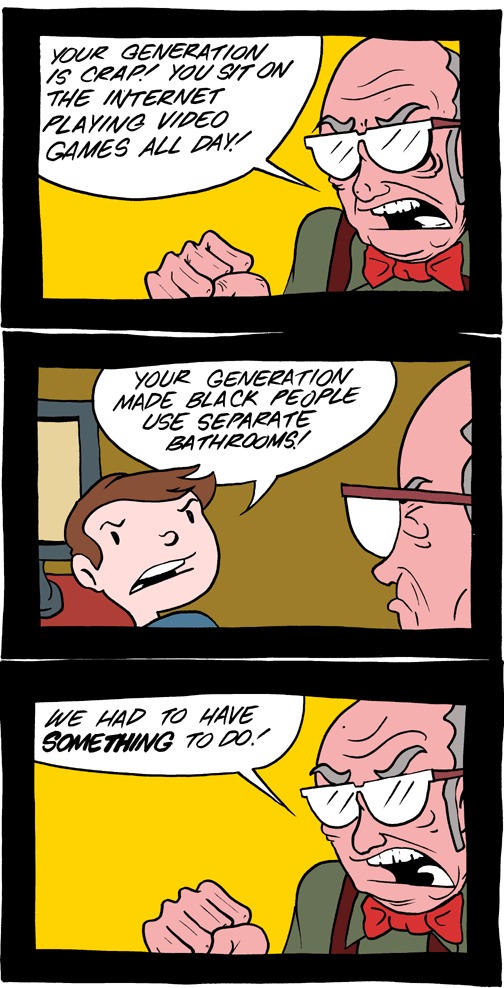 YOUR GENERATION
IS CRAP! YOU SIT ON
THE INTERNET
PLAYING VIDEO
GAMES ALL DAY!
YOUR GENERATION
MADE BLACK PEOPLE
USE SEPARATE
BATHROOMS!
WE HAD TO HAVE
SOMETHING TO DO!